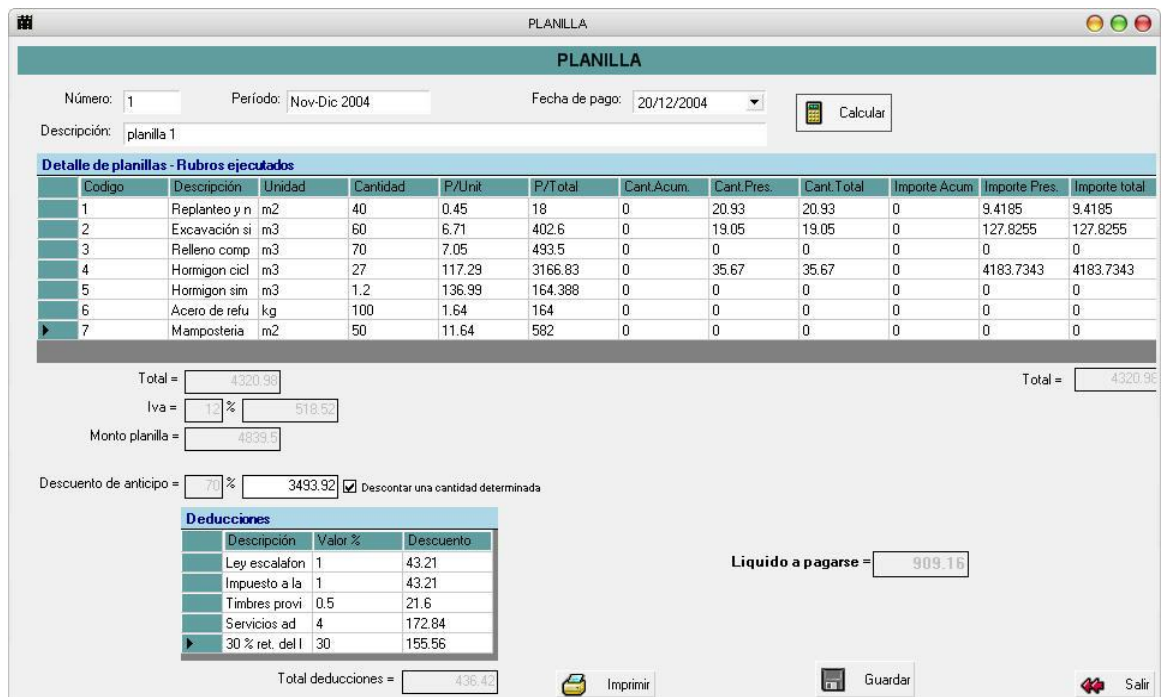 PLANILLA
PLANILLA
Número: 1 Período: Nov-Dic 2004 Fecha de pago: 20/12/2004 Calcular
Descripción: planilla 1
Detalle de planillas - Rubros ejecutados
Codigo Descripción Unidad Cantidad P/Unit P/Total Cant.Acum. Cant.Pres. Cant.Total Importe Acum Importe Pres. Importe total
1 Replanteo y n m2 40 0.45 18 0 20.93 20.93 0 9.4185 9.4185
2 Excavación si m3 60 6.71 402.6 0 19.05 19.05 0 127.8255 127.8255
3 Relleno comp m3 70 7.05 493.5 0 0 0 0 0 0
4 Hormigon cicl m3 27 117.29 3166.83 0 35.67 35.67 0 4183.7343 4183.7343
5 Hormigon sim m3 1.2 136.99 164.388 0 0 0 0 0 0
6 Acero de refu kg 100 1.64 164 0 0 0 0 0 0
7 Mamposteria m2 50 11.64 582 0 0 0 0 0 0
Total = 4320.98 Total = 4320.98
Iva = 12 % 518.52
Monto planilla = 4839.5
Descuento de anticipo = 70 % 3493.92 Descontar una cantidad determinada
Deducciones
Descripción Valor % Descuento
Ley escalafon 1 43.21
Impuesto a la 1 43.21
Timbres provi 0.5 21.6
Servicios ad 4 172.84
30 % ret. del I 30 155.56
Liquido a pagarse = 909.16
Total deducciones = 436.42
Imprimir Guardar Salir